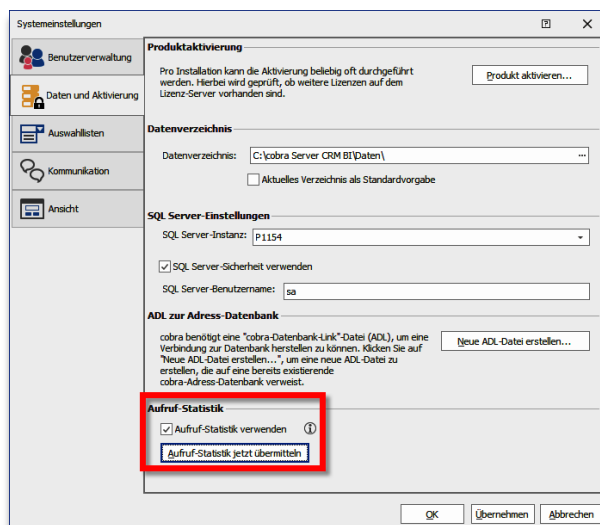 Systemeinstellungen
Benutzerverwaltung
Daten und Aktivierung
Auswahllisten
Kommunikation
Ansicht
Produktaktivierung
Pro Installation kann die Aktivierung beliebig oft durchgeführt
werden. Hierbei wird geprüft, ob weitere Lizenzen auf dem
Lizenz-Server vorhanden sind.
Produkt aktivieren...
Datenverzeichnis
Datenverzeichnis: C:\cobra Server CRM BI\Daten\ ...
Aktuelles Verzeichnis als Standardvorgabe
SQL Server-Einstellungen
SQL Server-Instanz: P1154
SQL Server-Sicherheit verwenden
SQL Server-Benutzername: sa
ADL zur Adress-Datenbank
cobra benötigt eine "cobra-Datenbank-Link"-Datei (ADL), um eine
Verbindung zur Datenbank herstellen zu können. Klicken Sie auf
"Neue ADL-Datei erstellen...", um eine neue ADL-Datei zu
erstellen, die auf eine bereits existierende
cobra-Adress-Datenbank verweist.
Neue ADL-Datei erstellen...
Aufruf-Statistik
Aufruf-Statistik verwenden
Aufruf-Statistik jetzt übermitteln
OK Übernehmen Abbrechen